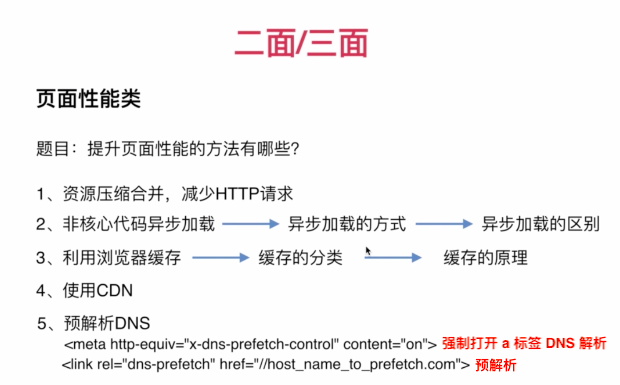 二面/三面
页面性能类
题目：提升页面性能的方法有哪些？
1、资源压缩合并，减少HTTP请求
2、非核心代码异步加载 异步加载的方式 异步加载的区别
3、利用浏览器缓存 缓存的分类 缓存的原理
4、使用CDN
5、预解析DNS
<meta http-equiv="x-dns-prefetch-control" content="on"> 强制打开 a 标签 DNS 解析
<link rel="dns-prefetch" href="//host_name_to_prefetch.com"> 预解析